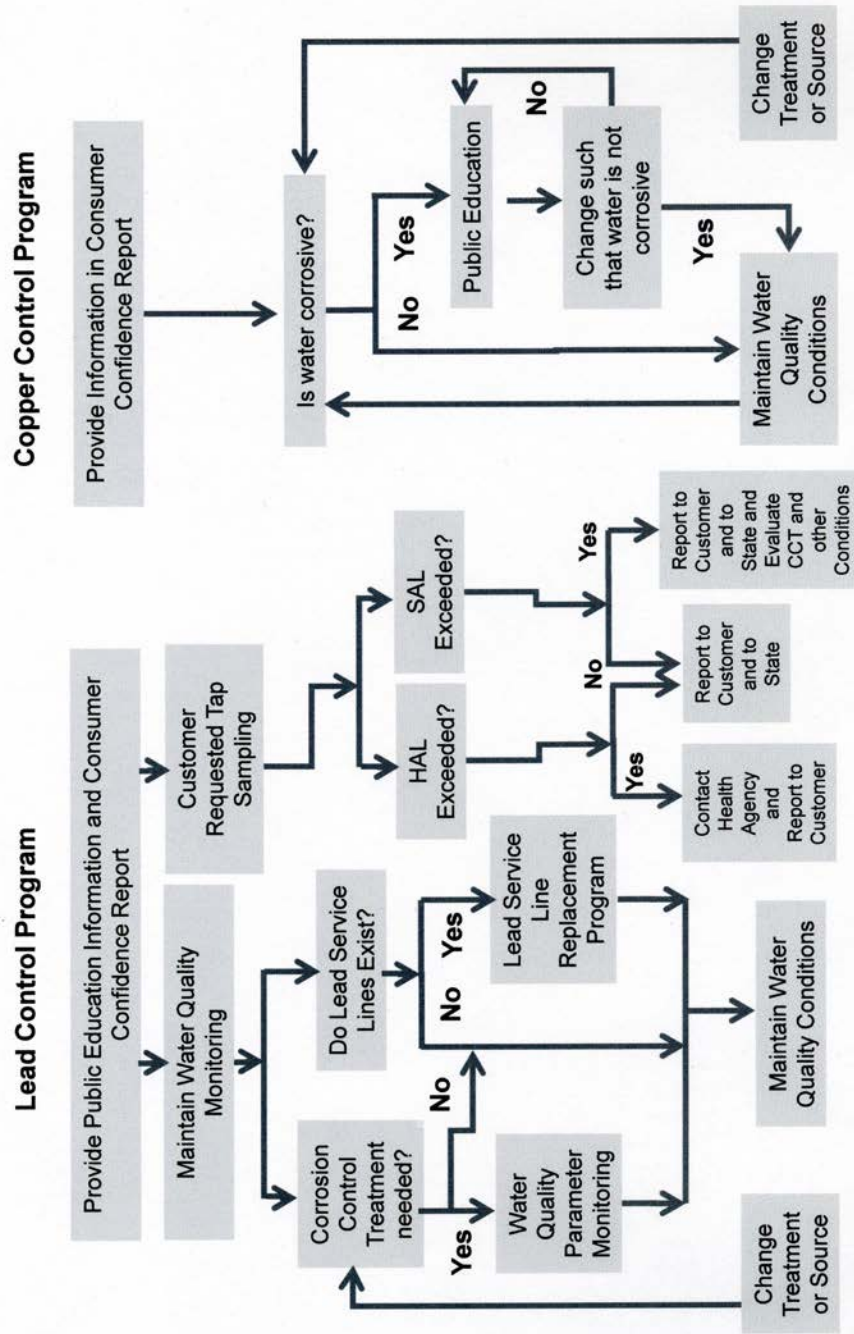 Lead Control Program
Provide Public Education Information and Consumer
Confidence Report
Maintain Water Quality
Monitoring
Customer
Requested Tap
Sampling
Corrosion
Control
Treatment
needed?
Do Lead Service
Lines Exist?
HAL
Exceeded?
SAL
Exceeded?
Yes
No
No
Yes
Water
Quality
Parameter
Monitoring
Lead Service
Line
Replacement
Program
Yes
No
Yes
Contact
Health
Agency
and
Report to
Customer
Report to
Customer
and to
State
Report to
Customer
and to
State and
Evaluate
CCT and
other
Conditions
Change
Treatment
or Source
Maintain Water
Quality Conditions
Copper Control Program
Provide Information in Consumer
Confidence Report
Is water corrosive?
No
Yes
Public Education
No
Change such
that water is not
corrosive
Yes
Maintain Water
Quality
Conditions
Change
Treatment
or Source